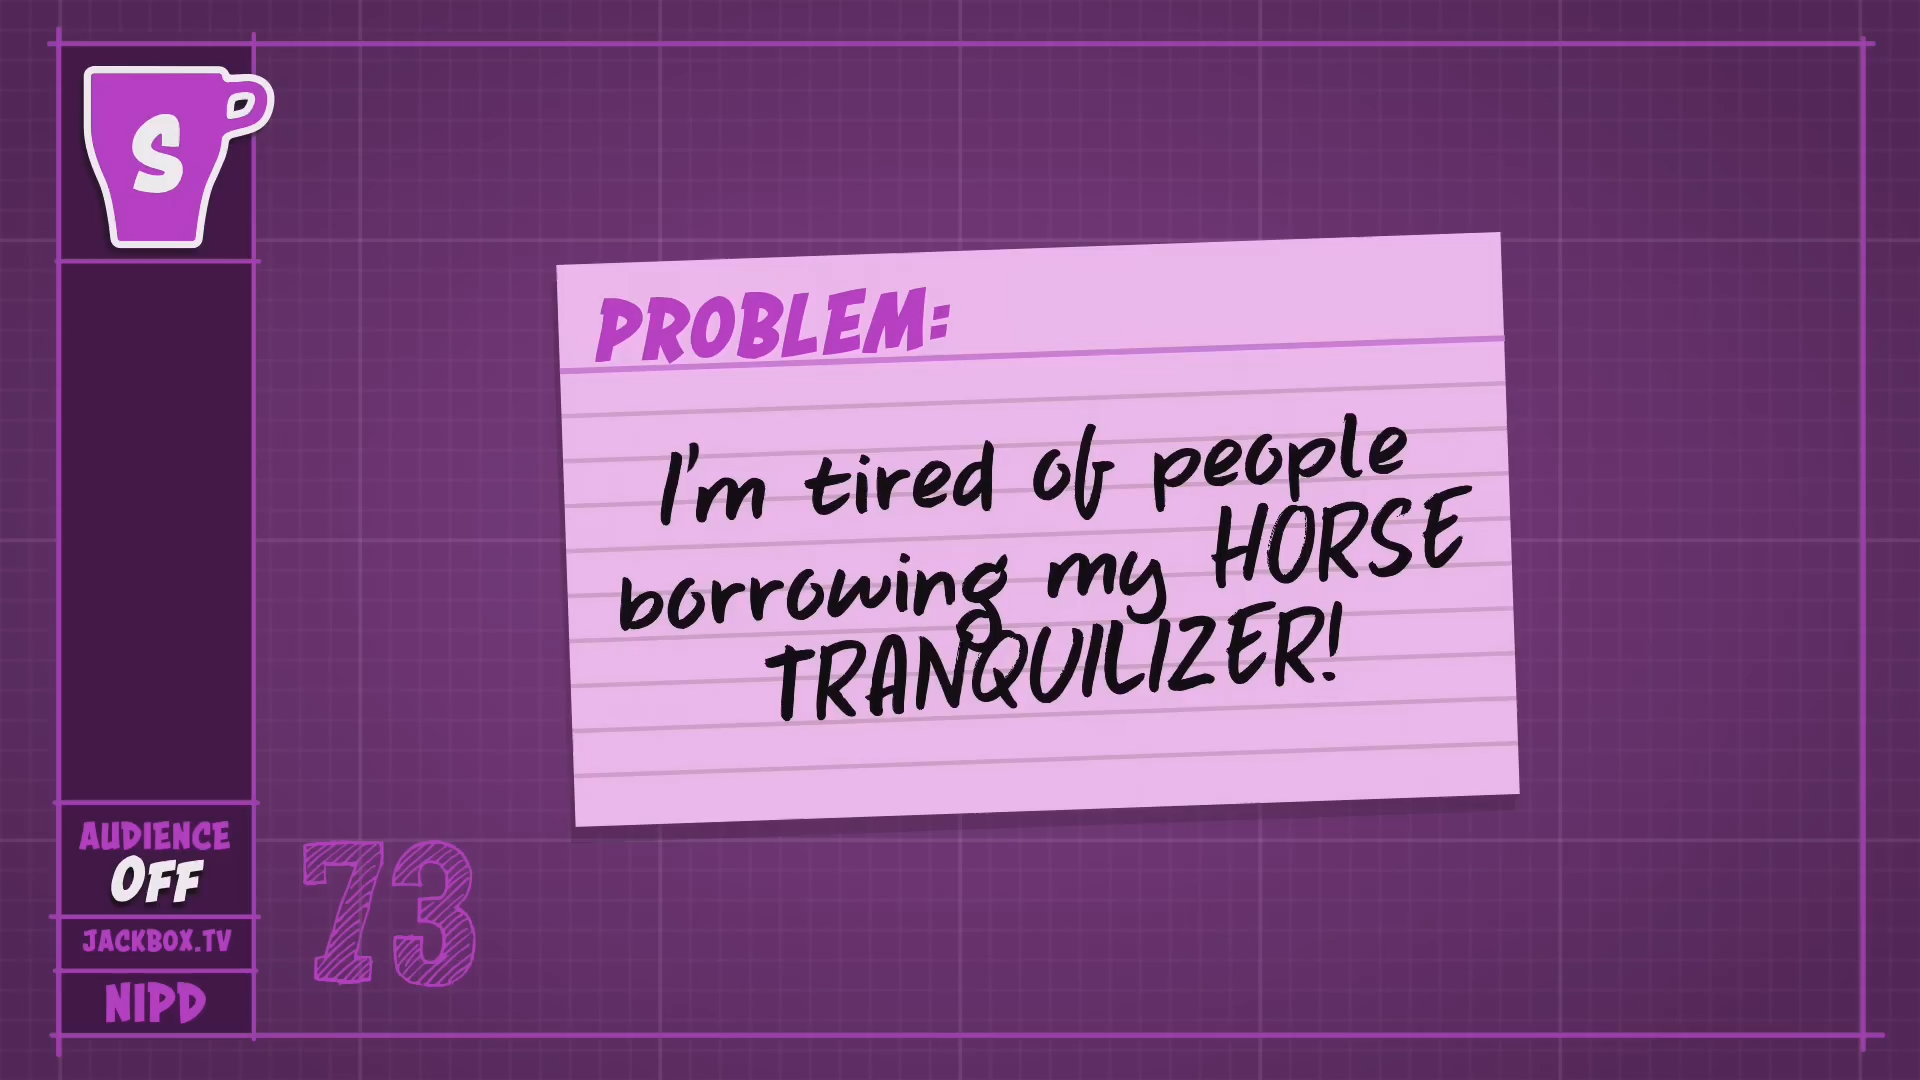 S
PROBLEM:
I'm tired of people
borrowing my HORSE
TRANQUILIZER!
AUDIENCE
OFF
JACKBOX.TV
NIPD
73